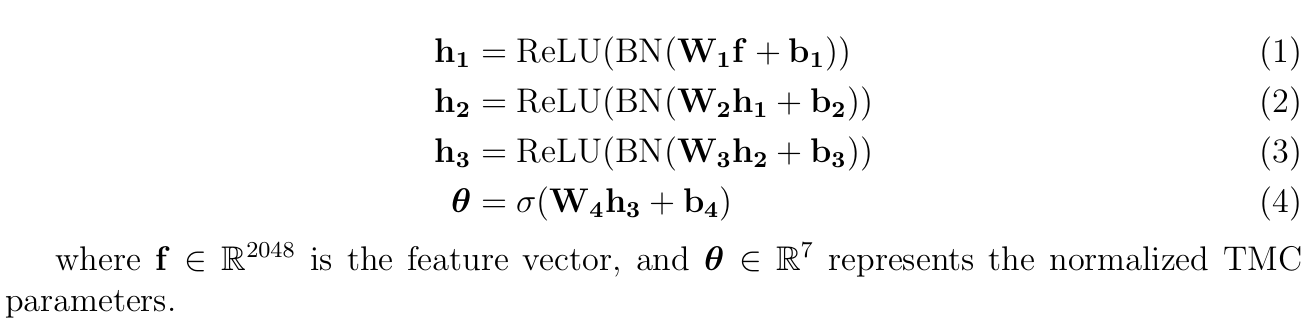 h₁ = ReLU(BN(W₁f + b₁)) (1)
h₂ = ReLU(BN(W₂h₁ + b₂)) (2)
h₃ = ReLU(BN(W₃h₂ + b₃)) (3)
θ = σ(W₄h₃ + b₄) (4)
where f ∈ ℝ²⁰⁴⁸ is the feature vector, and θ ∈ ℝ⁷ represents the normalized TMC
parameters.